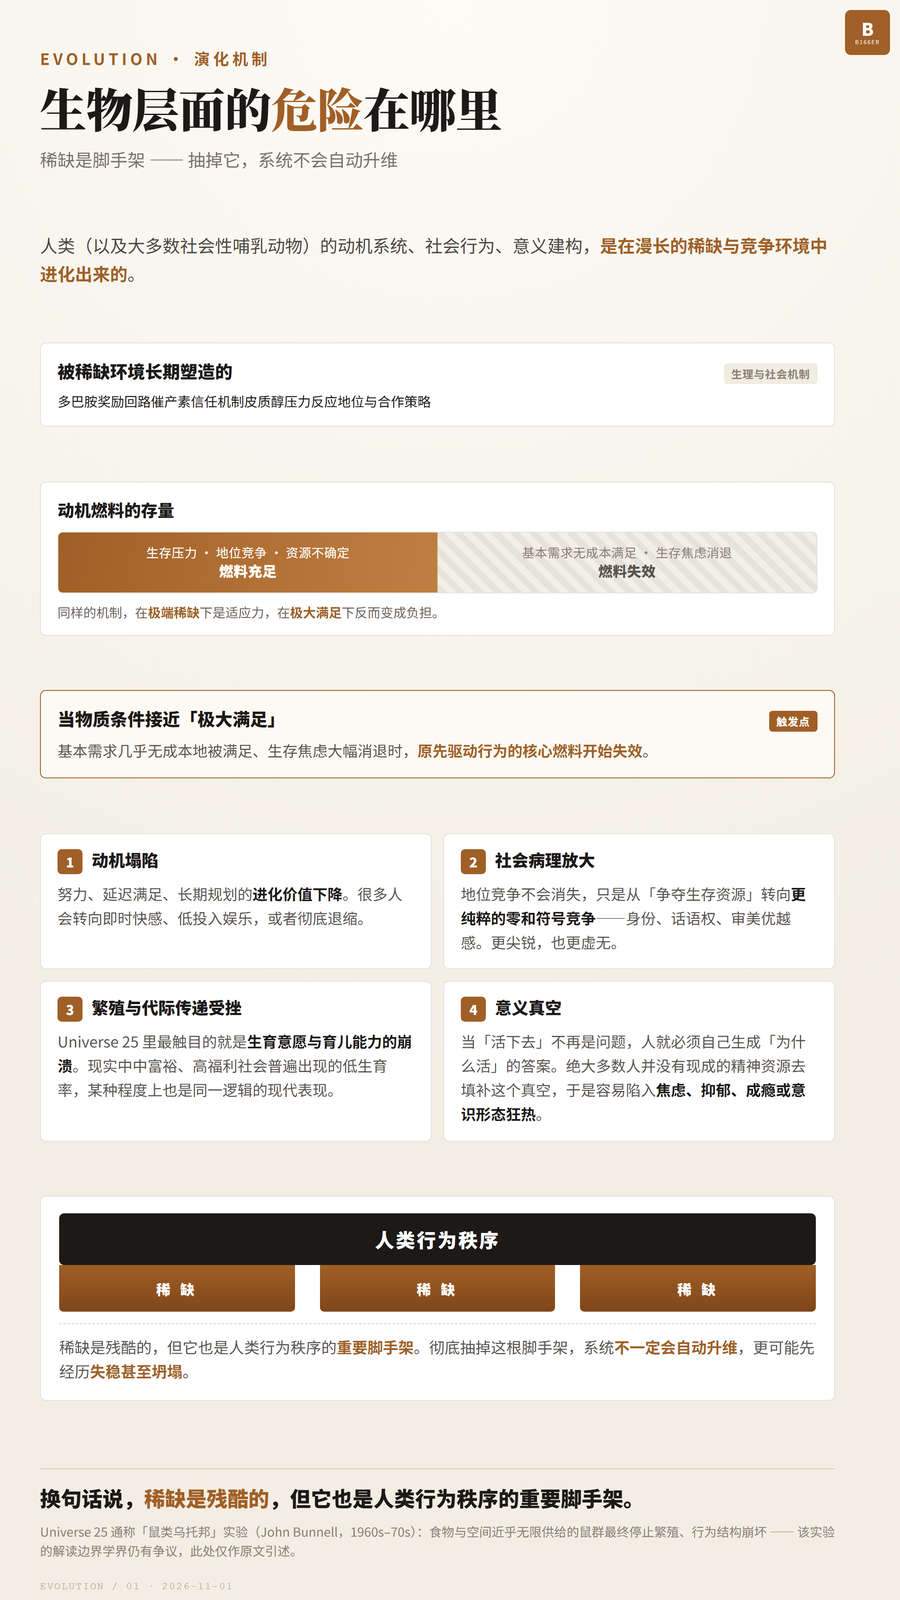 B
B1GGER
EVOLUTION · 演化机制
生物层面的危险在哪里
稀缺是脚手架 —— 抽掉它，系统不会自动升维
人类（以及大多数社会性哺乳动物）的动机系统、社会行为、意义建构，是在漫长的稀缺与竞争环境中
进化出来的。
被稀缺环境长期塑造的
生理与社会机制
多巴胺奖励回路催产素信任机制皮质醇压力反应地位与合作策略
动机燃料的存量
生存压力 · 地位竞争 · 资源不确定
燃料充足
基本需求无成本满足 · 生存焦虑消退
燃料失效
同样的机制，在极端稀缺下是适应力，在极大满足下反而变成负担。
当物质条件接近「极大满足」
触发点
基本需求几乎无成本地被满足、生存焦虑大幅消退时，原先驱动行为的核心燃料开始失效。
1 动机塌陷
努力、延迟满足、长期规划的进化价值下降。很多人
会转向即时快感、低投入娱乐，或者彻底退缩。
2 社会病理放大
地位竞争不会消失，只是从「争夺生存资源」转向更
纯粹的零和符号竞争——身份、话语权、审美优越
感。更尖锐，也更虚无。
3 繁殖与代际传递受挫
Universe 25 里最触目的就是生育意愿与育儿能力的崩
溃。现实中中富裕、高福利社会普遍出现的低生育
率，某种程度上也是同一逻辑的现代表现。
4 意义真空
当「活下去」不再是问题，人就必须自己生成「为什
么活」的答案。绝大多数人并没有现成的精神资源去
填补这个真空，于是容易陷入焦虑、抑郁、成瘾或意
识形态狂热。
人类行为秩序
稀 缺
稀 缺
稀 缺
稀缺是残酷的，但它也是人类行为秩序的重要脚手架。彻底抽掉这根脚手架，系统不一定会自动升维，更可能先
经历失稳甚至坍塌。
换句话说，稀缺是残酷的，但它也是人类行为秩序的重要脚手架。
Universe 25 通称「鼠类乌托邦」实验（John Bunnell，1960s–70s）：食物与空间近乎无限供给的鼠群最终停止繁殖、行为结构崩坏 —— 该实验
的解读边界学界仍有争议，此处仅作原文引述。
EVOLUTION / 01 · 2026-11-01